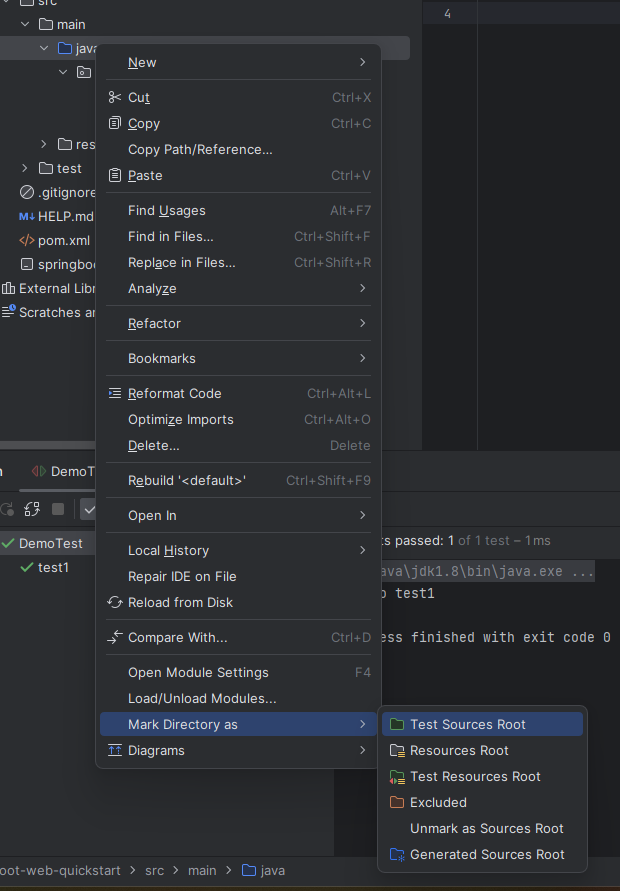 src
main
4
java
New
Cut Ctrl+X
Copy Ctrl+C
Copy Path/Reference...
res
Paste Ctrl+V
test
.gitignore
Find Usages Alt+F7
HELP.md
Find in Files... Ctrl+Shift+F
pom.xml
Replace in Files... Ctrl+Shift+R
springboo
External Libr
Analyze
Scratches an
Refactor
Bookmarks
Reformat Code Ctrl+Alt+L
Optimize Imports Ctrl+Alt+O
Delete... Delete
n
DemoT
Rebuild '<default>' Ctrl+Shift+F9
Open In
DemoTest
ts passed: 1 of 1 test – 1 ms
Local History
test1
ava\jdk1.8\bin\java.exe ...
Repair IDE on File
Reload from Disk
o test1
Compare With... Ctrl+D
ess finished with exit code 0
Open Module Settings F4
Load/Unload Modules...
Mark Directory as
Test Sources Root
Diagrams
Resources Root
Test Resources Root
Excluded
Unmark as Sources Root
Generated Sources Root
oot-web-quickstart > src > main > java